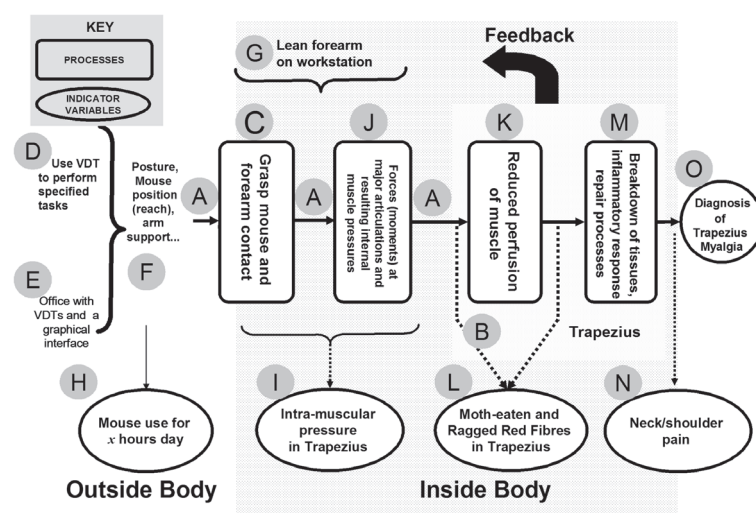 KEY
PROCESSES
INDICATOR
VARIABLES
G
Lean forearm
on workstation
Feedback
D
Use VDT
to perform
specified
tasks
Posture,
Mouse
position
(reach),
arm
support...
A
C
Grasp mouse and
forearm contact
A
J
Forces (moments) at
major articulations and
resulting internal
muscle pressures
A
K
Reduced perfusion
of muscle
M
Breakdown of tissues,
inflammatory response
repair processes
O
Diagnosis
of
Trapezius
Myalgia
E
Office with
VDTs and a
graphical
interface
F
B
Trapezius
H
Mouse use for
x hours day
I
Intra-muscular
pressure
in Trapezius
L
Moth-eaten and
Ragged Red Fibres
in Trapezius
N
Neck/shoulder
pain
Outside Body
Inside Body